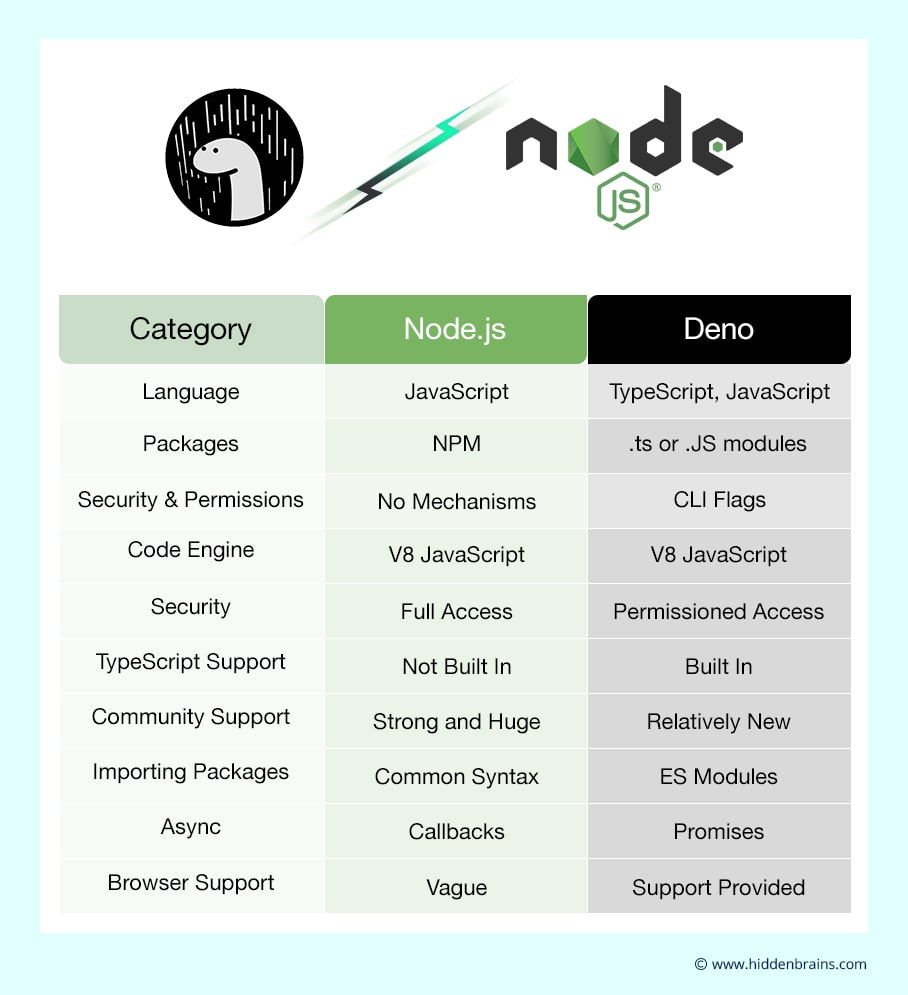 node
JS®
Category Node.js Deno
Language JavaScript TypeScript, JavaScript
Packages NPM .ts or .JS modules
Security & Permissions No Mechanisms CLI Flags
Code Engine V8 JavaScript V8 JavaScript
Security Full Access Permissioned Access
TypeScript Support Not Built In Built In
Community Support Strong and Huge Relatively New
Importing Packages Common Syntax ES Modules
Async Callbacks Promises
Browser Support Vague Support Provided
© www.hiddenbrains.com